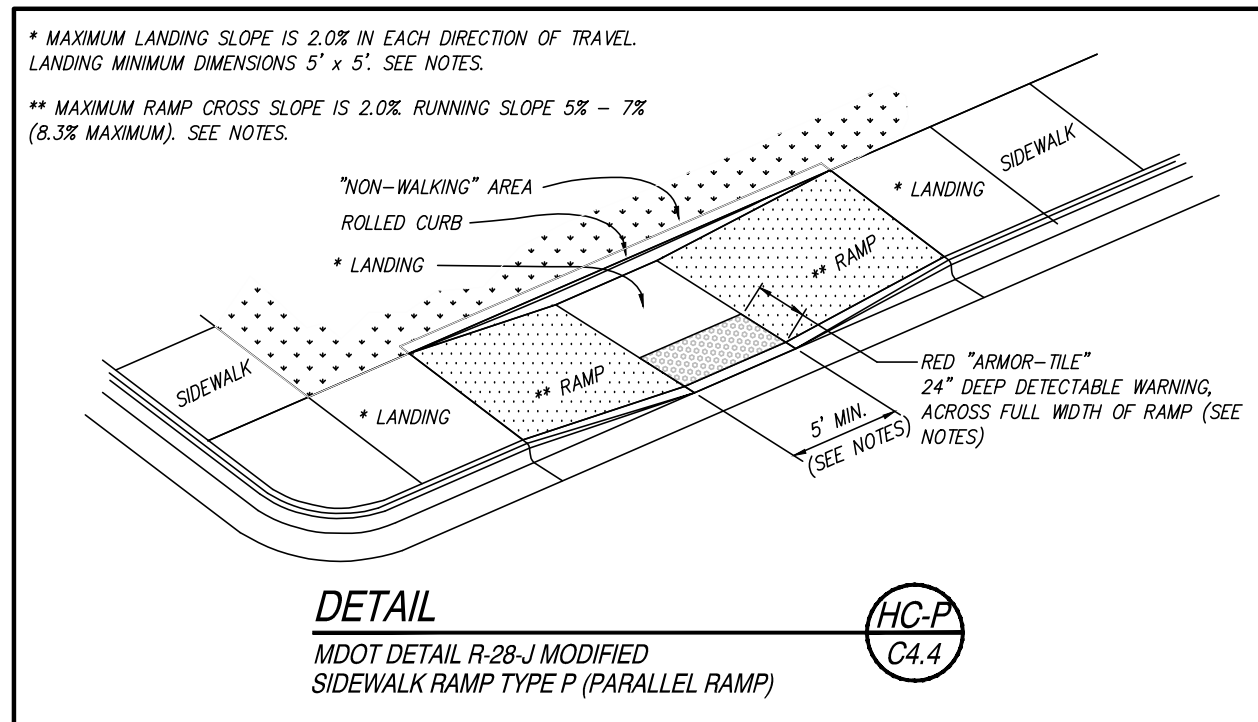 * MAXIMUM LANDING SLOPE IS 2.0% IN EACH DIRECTION OF TRAVEL.
LANDING MINIMUM DIMENSIONS 5' x 5'. SEE NOTES.
** MAXIMUM RAMP CROSS SLOPE IS 2.0%. RUNNING SLOPE 5% – 7%
(8.3% MAXIMUM). SEE NOTES.
"NON–WALKING" AREA
ROLLED CURB
* LANDING
SIDEWALK
* LANDING
** RAMP
SIDEWALK
* LANDING
** RAMP
5' MIN.
(SEE NOTES)
RED "ARMOR–TILE"
24" DEEP DETECTABLE WARNING,
ACROSS FULL WIDTH OF RAMP (SEE
NOTES)
DETAIL
MDOT DETAIL R-28-J MODIFIED
SIDEWALK RAMP TYPE P (PARALLEL RAMP)
HC-P
C4.4